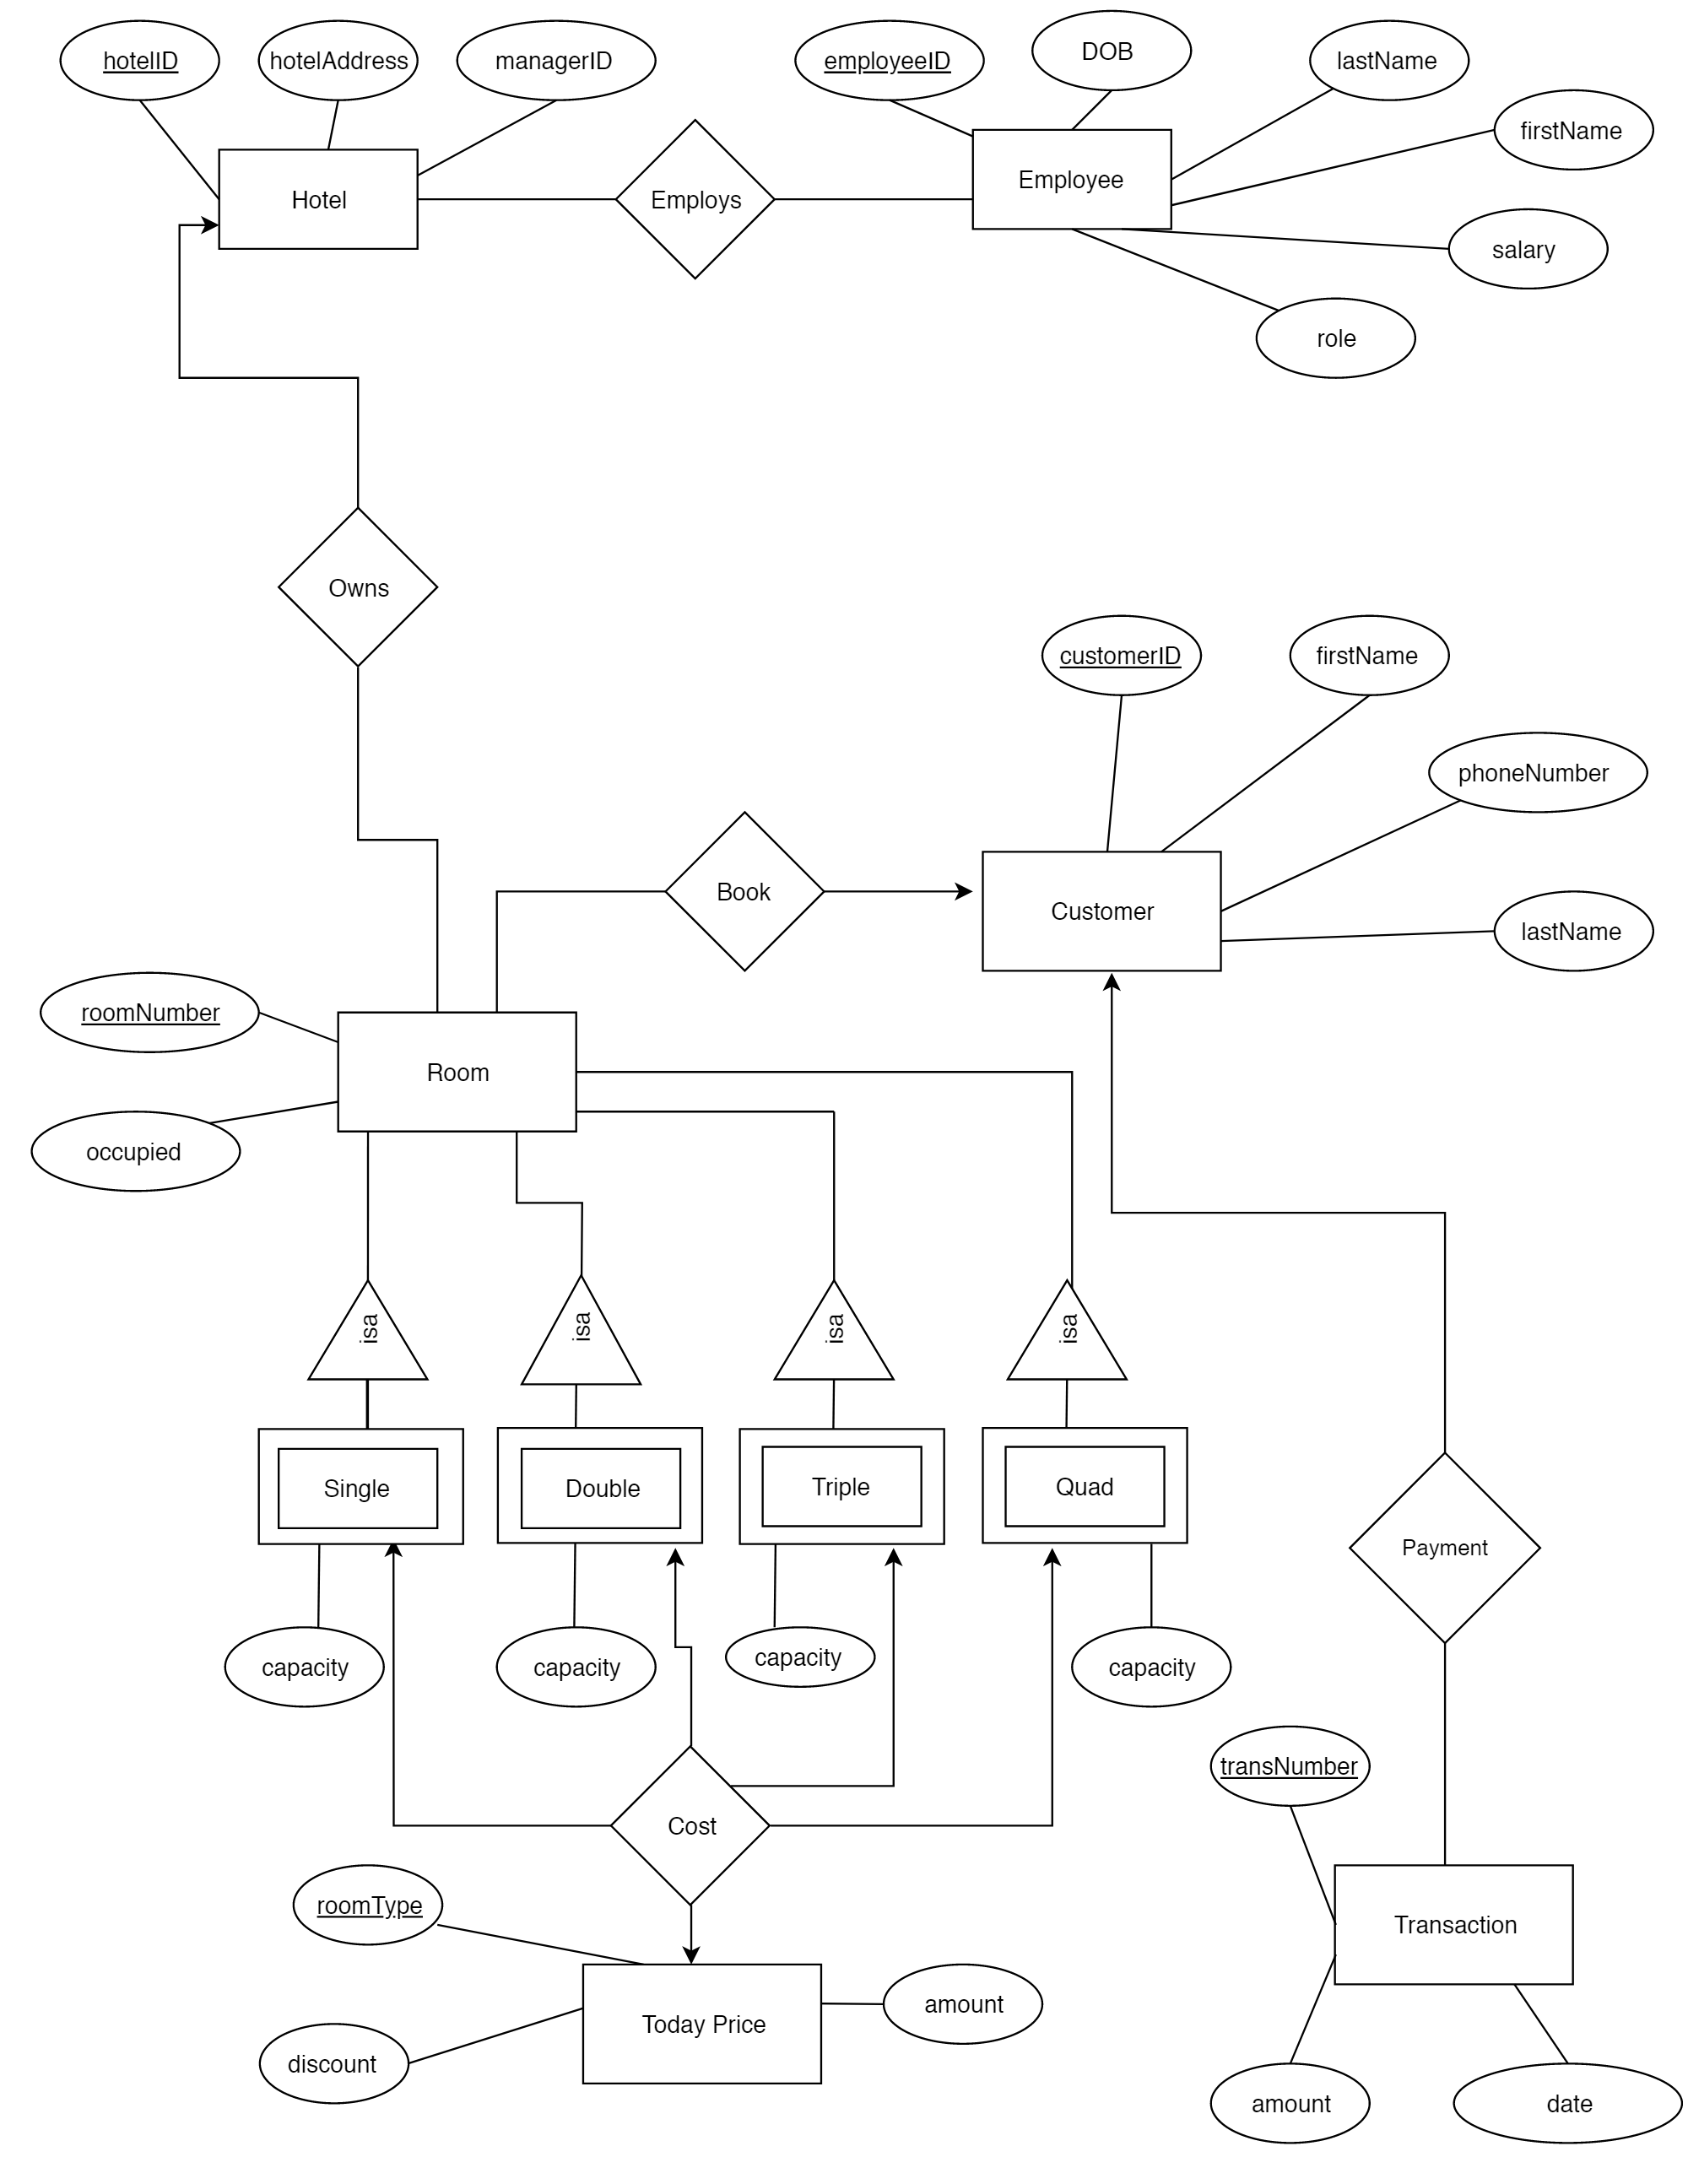 hotelID
hotelAddress
managerID
employeeID
DOB
lastName
firstName
Hotel
Employs
Employee
salary
role
Owns
customerID
firstName
phoneNumber
Book
Customer
lastName
roomNumber
Room
occupied
isa
isa
isa
isa
Single
Double
Triple
Quad
Payment
capacity
capacity
capacity
capacity
transNumber
Cost
roomType
Transaction
amount
Today Price
discount
amount
date